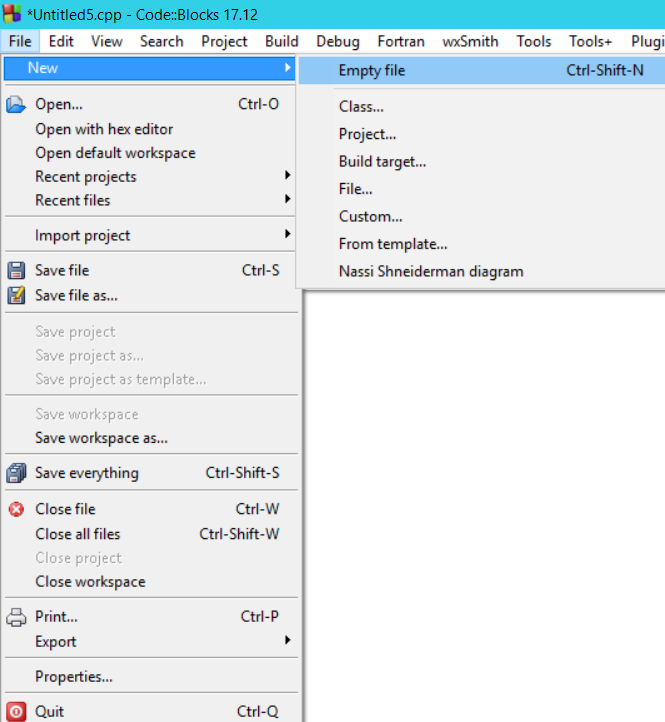 *Untitled5.cpp - Code::Blocks 17.12
File Edit View Search Project Build Debug Fortran wxSmith Tools Tools+ Plugi
New
Empty file Ctrl-Shift-N
Class...
Project...
Build target...
File...
Custom...
From template...
Nassi Shneiderman diagram
Open... Ctrl-O
Open with hex editor
Open default workspace
Recent projects
Recent files
Import project
Save file Ctrl-S
Save file as...
Save project
Save project as...
Save project as template...
Save workspace
Save workspace as...
Save everything Ctrl-Shift-S
Close file Ctrl-W
Close all files Ctrl-Shift-W
Close project
Close workspace
Print... Ctrl-P
Export
Properties...
Quit Ctrl-Q